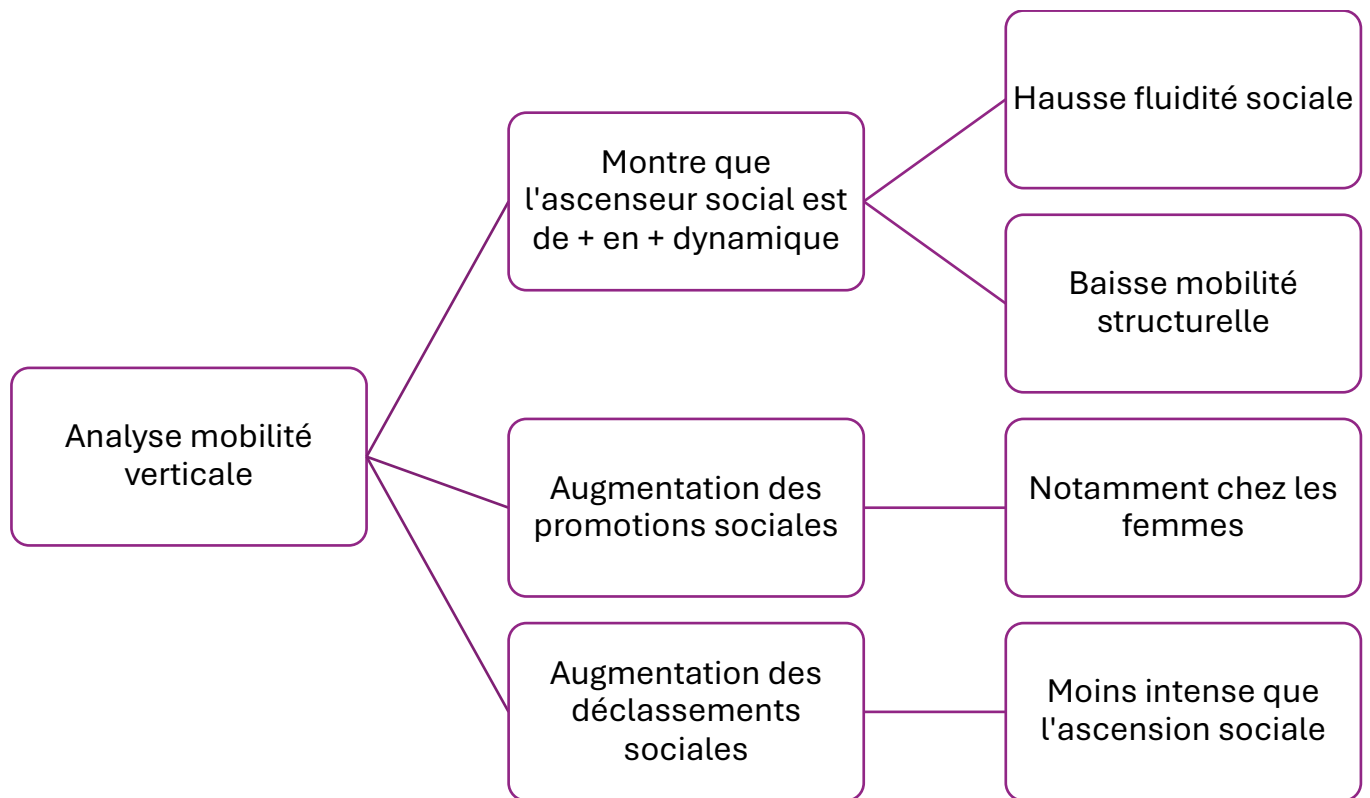 Analyse mobilité
verticale
Montre que
l'ascenseur social est
de + en + dynamique
Hausse fluidité sociale
Baisse mobilité
structurelle
Augmentation des
promotions sociales
Notamment chez les
femmes
Augmentation des
déclassements
sociales
Moins intense que
l'ascension sociale